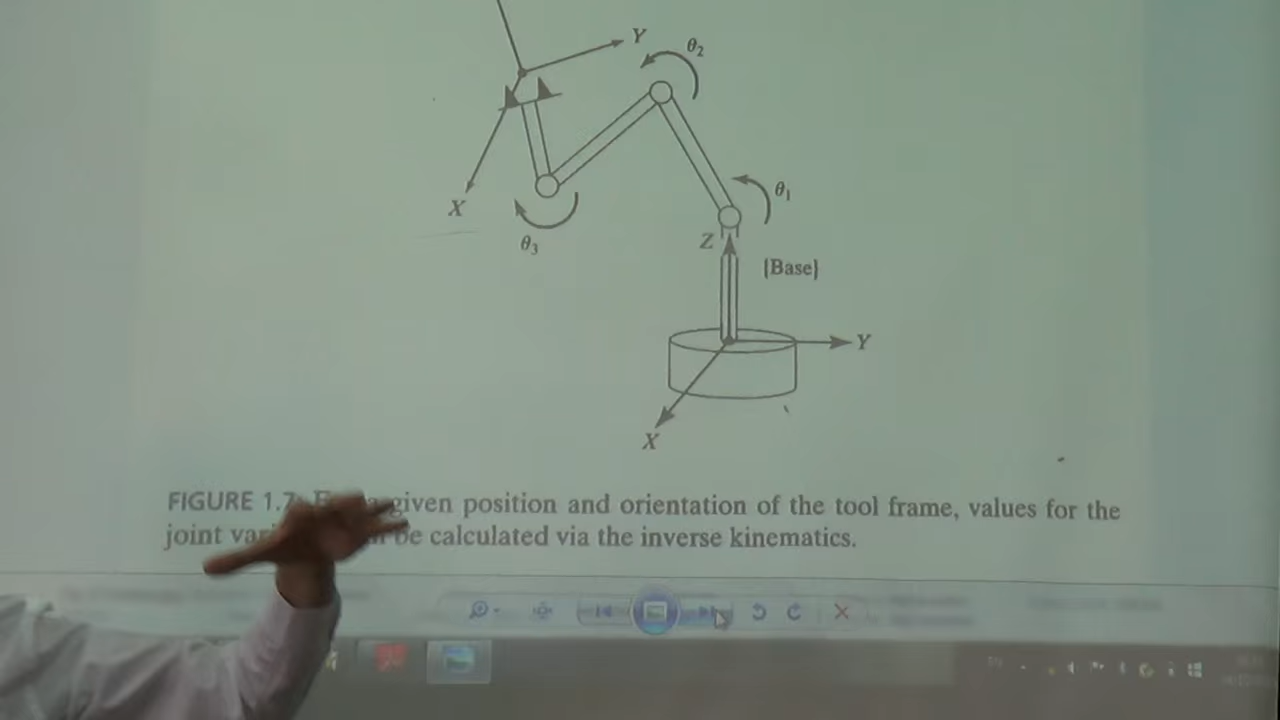 Y
θ2
X
θ1
θ3
Z
{Base}
Y
X
FIGURE 1.7 given position and orientation of the tool frame, values for the
joint be calculated via the inverse kinematics.